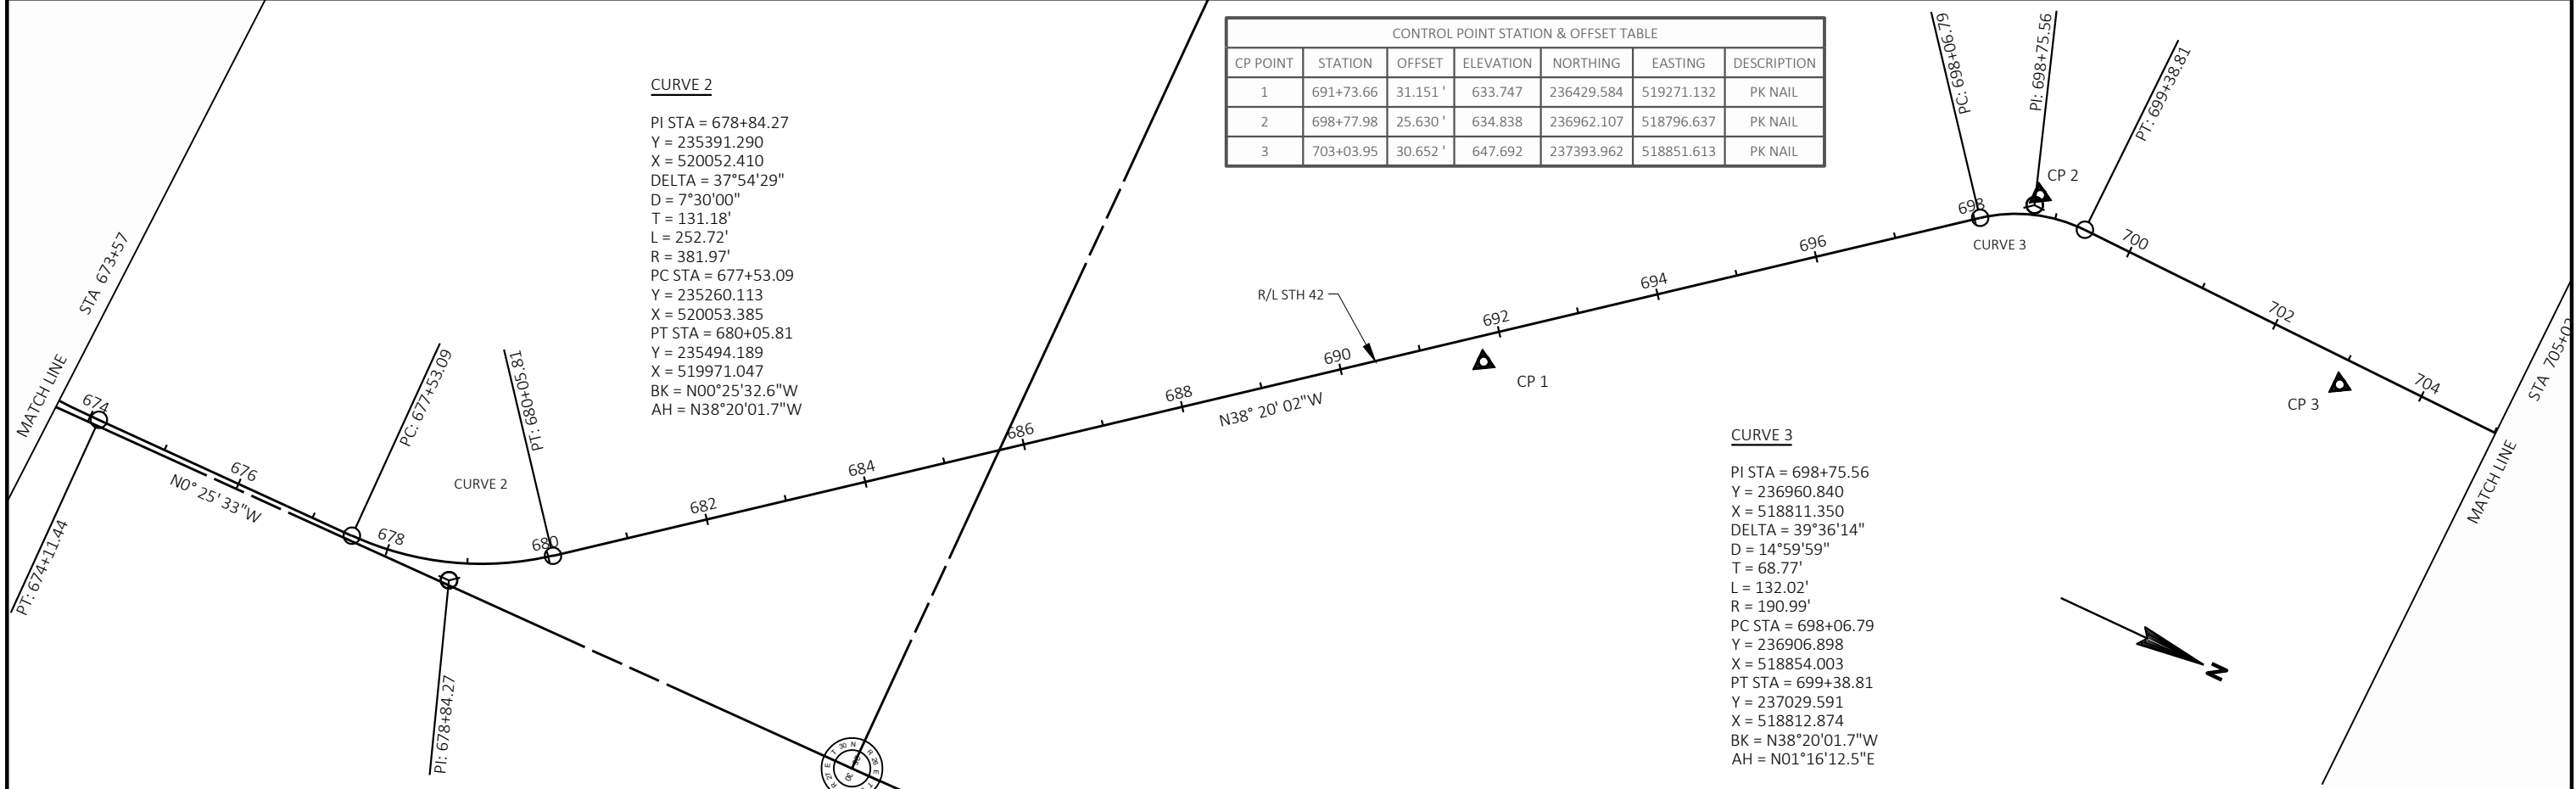 CONTROL POINT STATION & OFFSET TABLE
CP POINT STATION OFFSET ELEVATION NORTHING EASTING DESCRIPTION
1 691+73.66 31.151 ' 633.747 236429.584 519271.132 PK NAIL
2 698+77.98 25.630 ' 634.838 236962.107 518796.637 PK NAIL
3 703+03.95 30.652 ' 647.692 237393.962 518851.613 PK NAIL
CURVE 2
PI STA = 678+84.27
Y = 235391.290
X = 520052.410
DELTA = 37°54'29"
D = 7°30'00"
T = 131.18'
L = 252.72'
R = 381.97'
PC STA = 677+53.09
Y = 235260.113
X = 520053.385
PT STA = 680+05.81
Y = 235494.189
X = 519971.047
BK = N00°25'32.6"W
AH = N38°20'01.7"W
MATCH LINE
STA 673+57
674
PT: 674+11.44
676
N0° 25' 33"W
PC: 677+53.09
678
CURVE 2
PI: 678+84.27
PT: 680+05.81
680
682
684
686
688
N38° 20' 02"W
690
R/L STH 42
692
CP 1
694
696
698
PC: 698+06.79
CURVE 3
PI: 698+75.56
CP 2
PT: 699+38.81
700
702
CP 3
704
MATCH LINE
STA 705+02
CURVE 3
PI STA = 698+75.56
Y = 236960.840
X = 518811.350
DELTA = 39°36'14"
D = 14°59'59"
T = 68.77'
L = 132.02'
R = 190.99'
PC STA = 698+06.79
Y = 236906.898
X = 518854.003
PT STA = 699+38.81
Y = 237029.591
X = 518812.874
BK = N38°20'01.7"W
AH = N01°16'12.5"E
N